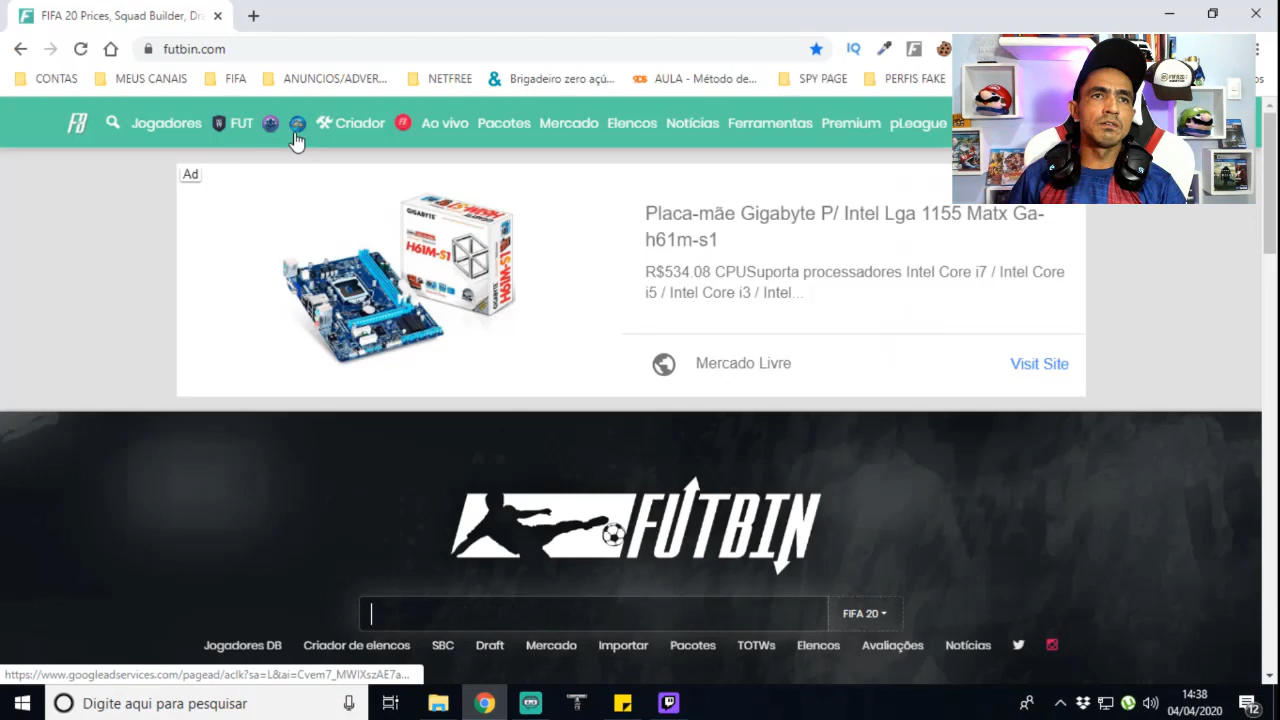 FIFA 20 Prices, Squad Builder, Dra
futbin.com
IQ
CONTAS
MEUS CANAIS
FIFA
ANUNCIOS/ADVER...
NETFREE
Brigadeiro zero açú...
AULA - Método de...
SPY PAGE
PERFIS FAKE
Jogadores
FUT
Criador
Ao vivo
Pacotes
Mercado
Elencos
Notícias
Ferramentas
Premium
pLeague
Ad
GIGABYTE
H61M-S1
Placa-mãe Gigabyte P/ Intel Lga 1155 Matx Ga-
h61m-s1
R$534.08 CPUSuporta processadores Intel Core i7 / Intel Core
i5 / Intel Core i3 / Intel...
Mercado Livre
Visit Site
FUTBIN
FIFA 20
Jogadores DB
Criador de elencos
SBC
Draft
Mercado
Importar
Pacotes
TOTWs
Elencos
Avaliações
Notícias
https://www.googleadservices.com/pagead/aclk?sa=L&ai=Cvem7_MWIXszAE7a...
Digite aqui para pesquisar
14:38
04/04/2020
12